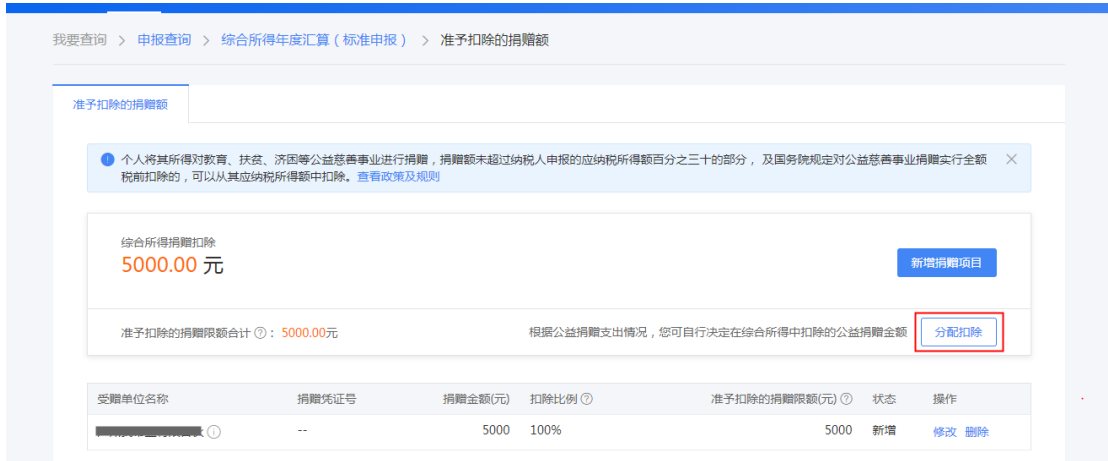 我要查询 > 申报查询 > 综合所得年度汇算（标准申报） > 准予扣除的捐赠额
准予扣除的捐赠额
个人将其所得对教育、扶贫、济困等公益慈善事业进行捐赠，捐赠额未超过纳税人申报的应纳税所得额百分之三十的部分， 及国务院规定对公益慈善事业捐赠实行全额
税前扣除的，可以从其应纳税所得额中扣除。查看政策及规则
综合所得捐赠扣除
5000.00 元
新增捐赠项目
准予扣除的捐赠限额合计 ?： 5000.00元 根据公益捐赠支出情况，您可自行决定在综合所得中扣除的公益捐赠金额 分配扣除
受赠单位名称 捐赠凭证号 捐赠金额(元) 扣除比例 ? 准予扣除的捐赠限额(元) ? 状态 操作
-- 5000 100% 5000 新增 修改 删除